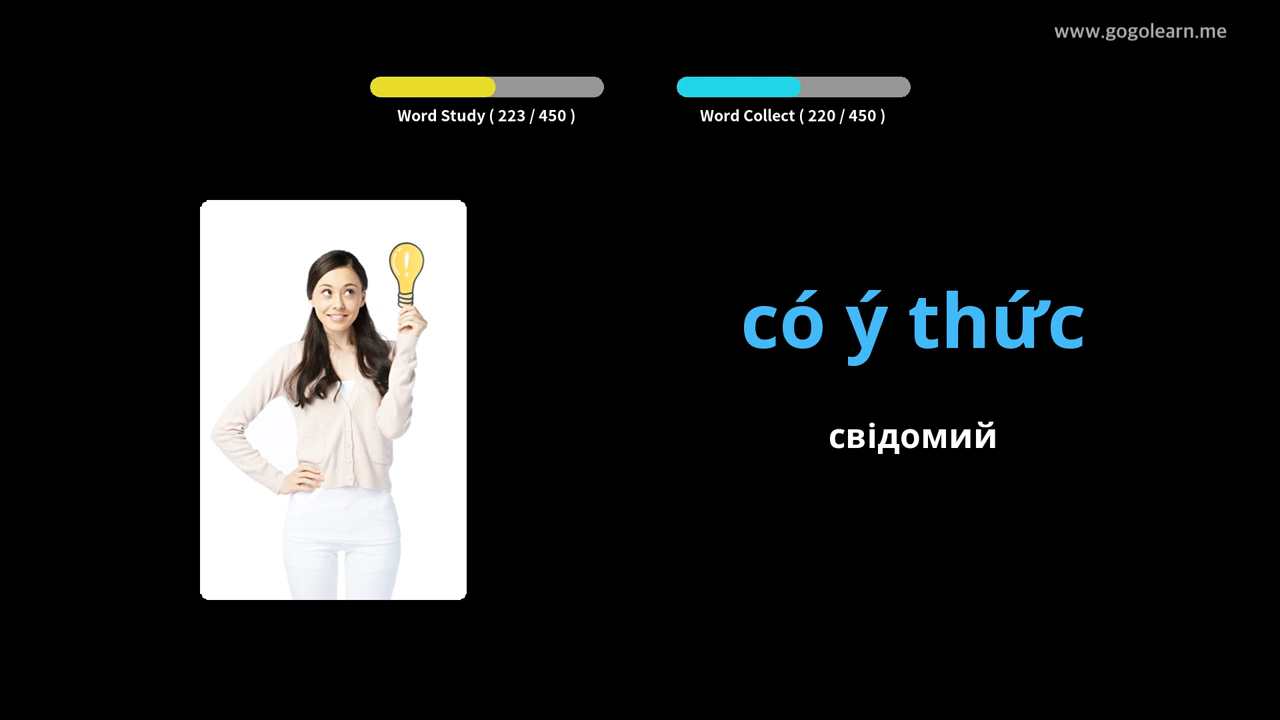 www.gogolearn.me
Word Study ( 223 / 450 )
Word Collect ( 220 / 450 )
có ý thức
свідомий